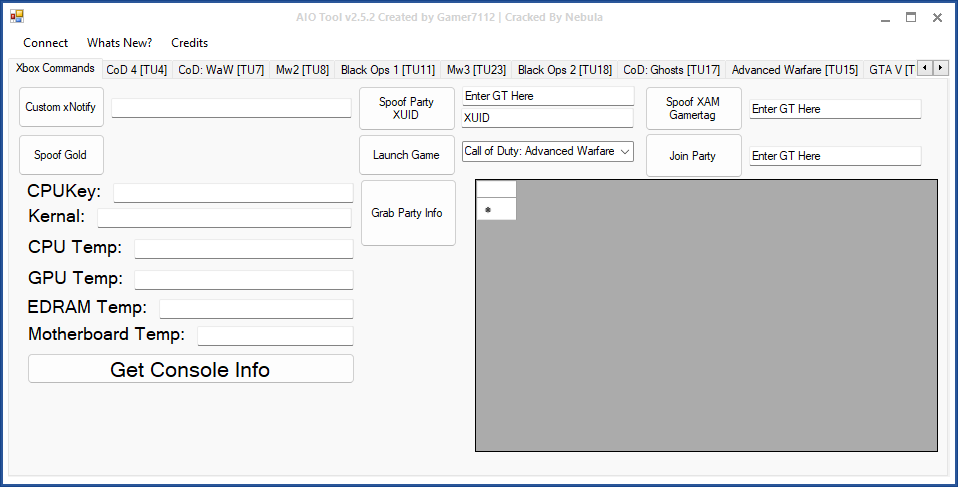 AIO Tool v2.5.2 Created by Gamer7112 | Cracked By Nebula
Connect Whats New? Credits
Xbox Commands CoD 4 [TU4] CoD: WaW [TU7] Mw2 [TU8] Black Ops 1 [TU11] Mw3 [TU23] Black Ops 2 [TU18] CoD: Ghosts [TU17] Advanced Warfare [TU15] GTA V [T
Custom xNotify
Spoof Party
XUID
Enter GT Here
XUID
Spoof XAM
Gamertag
Enter GT Here
Spoof Gold
Launch Game
Call of Duty: Advanced Warfare
Join Party
Enter GT Here
CPUKey:
Kernal:
Grab Party Info
CPU Temp:
GPU Temp:
EDRAM Temp:
Motherboard Temp:
Get Console Info